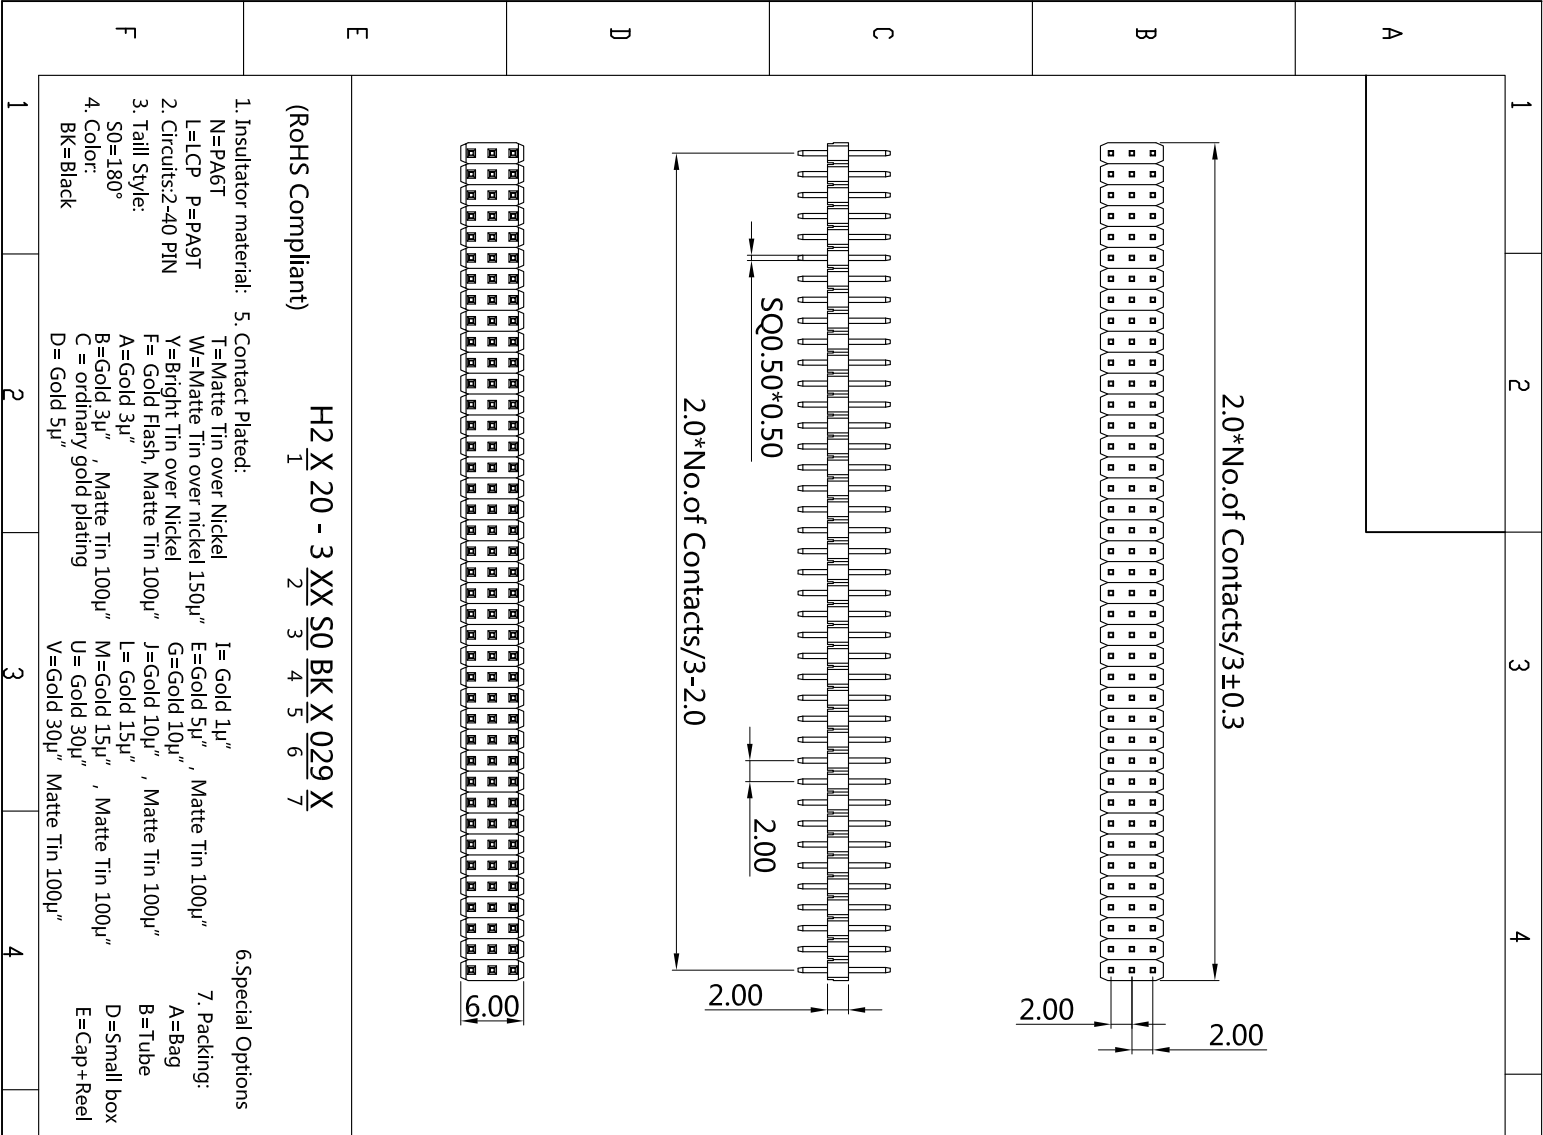 1
2
3
4
A
B
C
D
E
F
2.0*No.of Contacts/3±0.3
2.00
2.00
SQ0.50*0.50
2.00
2.0*No.of Contacts/3-2.0
2.00
6.00
(RoHS Compliant)
H2 X 20 - 3 XX S0 BK X 029 X
1 2 3 4 5 6 7
1. Insultator material:
N=PA6T
L=LCP P=PA9T
2. Circuits:2-40 PIN
3. Taill Style:
S0=180°
4. Color:
BK=Black
5. Contact Plated:
T=Matte Tin over Nickel
W=Matte Tin over nickel 150μ"
Y=Bright Tin over Nickel
F= Gold Flash, Matte Tin 100μ"
A=Gold 3μ"
B=Gold 3μ" , Matte Tin 100μ"
C = ordinary gold plating
D= Gold 5μ"
I= Gold 1μ"
E=Gold 5μ" , Matte Tin 100μ"
G=Gold 10μ"
J=Gold 10μ" , Matte Tin 100μ"
L= Gold 15μ"
M=Gold 15μ" , Matte Tin 100μ"
U= Gold 30μ"
V=Gold 30μ" Matte Tin 100μ"
6.Special Options
7. Packing:
A=Bag
B=Tube
D=Small box
E=Cap+Reel
1
2
3
4